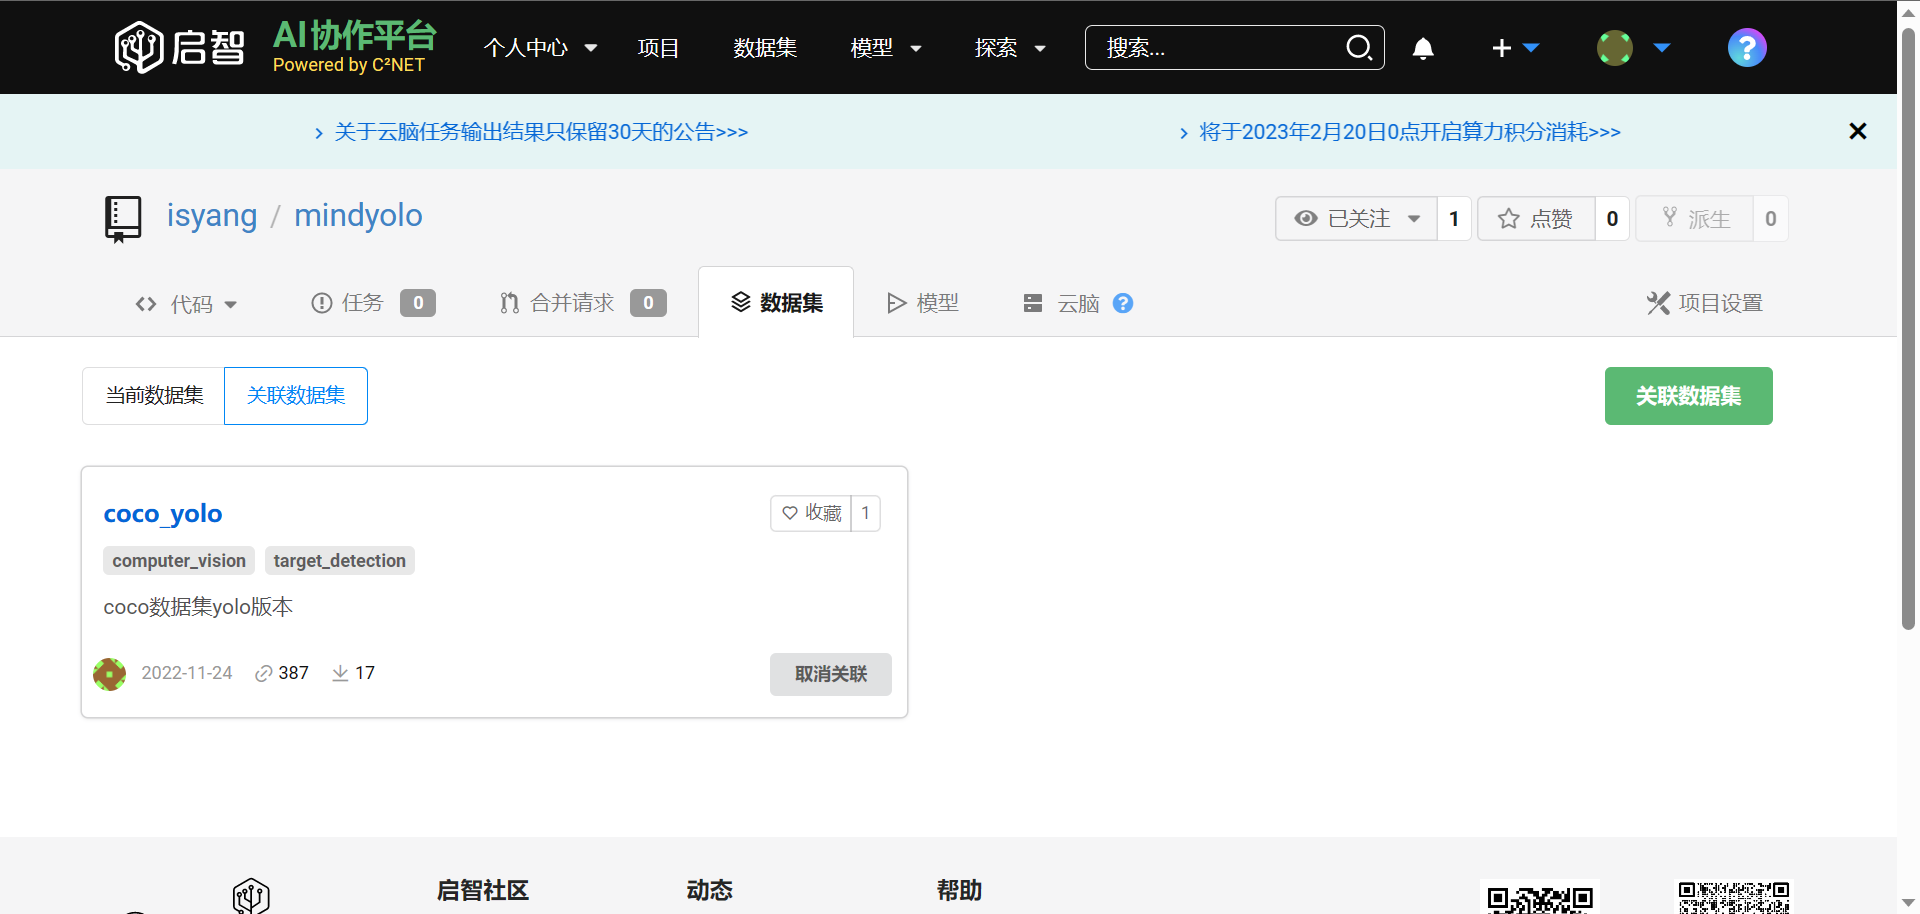 启智
AI协作平台
Powered by C²NET
个人中心
项目
数据集
模型
探索
搜索...
关于云脑任务输出结果只保留30天的公告>>>
将于2023年2月20日0点开启算力积分消耗>>>
isyang / mindyolo
已关注 1
点赞 0
派生 0
代码
任务 0
合并请求 0
数据集
模型
云脑 ?
项目设置
当前数据集
关联数据集
关联数据集
coco_yolo
收藏 1
computer_vision target_detection
coco数据集yolo版本
2022-11-24 387 17
取消关联
启智社区
动态
帮助